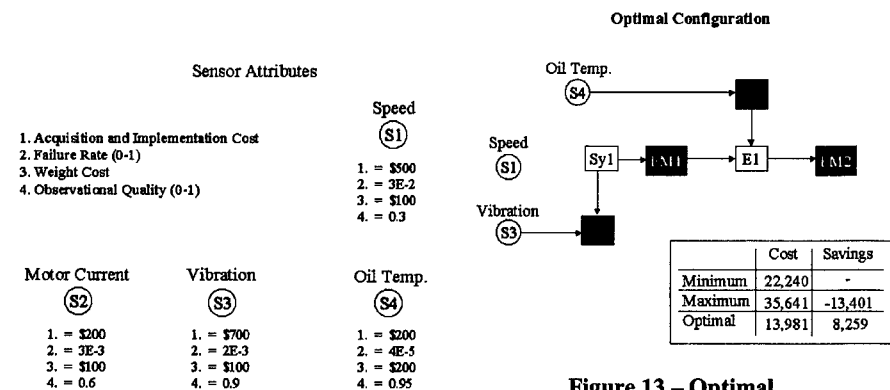 Sensor Attributes
1. Acquisition and Implementation Cost
2. Failure Rate (0-1)
3. Weight Cost
4. Observational Quality (0-1)
Speed
S1
1. = $500
2. = 3E-2
3. = $100
4. = 0.3
Motor Current
S2
1. = $200
2. = 3E-3
3. = $100
4. = 0.6
Vibration
S3
1. = $700
2. = 2E-3
3. = $100
4. = 0.9
Oil Temp.
S4
1. = $200
2. = 4E-5
3. = $200
4. = 0.95
Optimal Configuration
Oil Temp.
S4
Speed
S1
Sy1
FM1
E1
FM2
Vibration
S3
Cost Savings
Minimum 22,240 -
Maximum 35,641 -13,401
Optimal 13,981 8,259
Figure 13 – Optimal